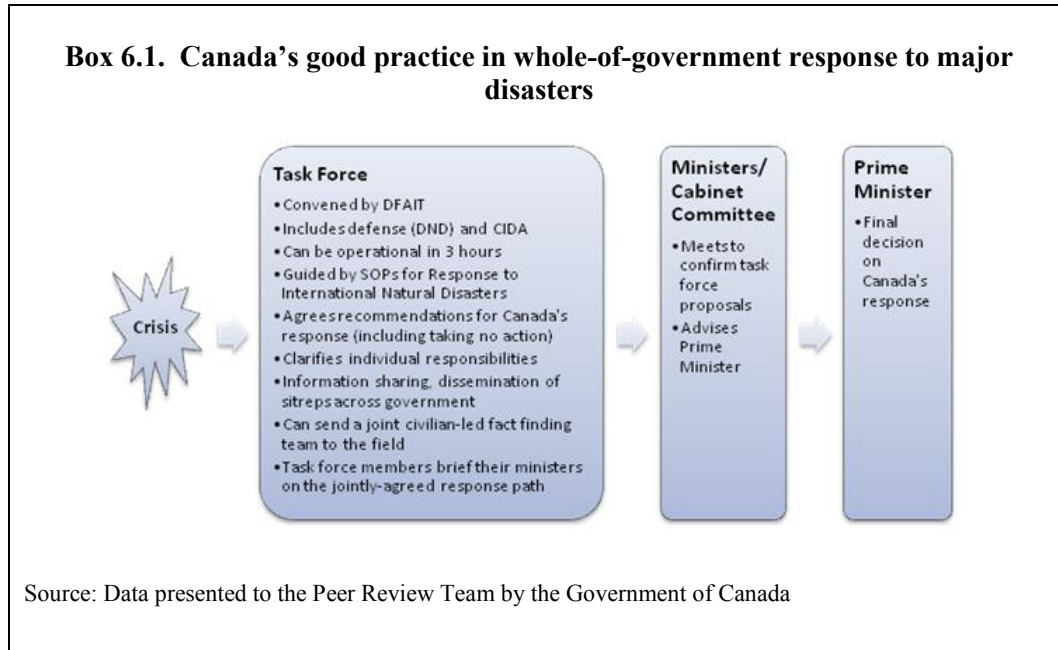 Box 6.1.  Canada’s good practice in whole-of-government response to major
disasters
Crisis
Task Force
•Convened by DFAIT
•Includes defense (DND) and CIDA
•Can be operational in 3 hours
•Guided by SOPs for Response to
International Natural Disasters
•Agrees recommendations for Canada's
response (including taking no action)
•Clarifies individual responsibilities
•Information sharing, dissemination of
sitreps across government
•Can send a joint civilian-led fact finding
team to the field
•Task force members brief their ministers
on the jointly-agreed response path
Ministers/
Cabinet
Committee
•Meets to
confirm task
force
proposals
•Advises
Prime
Minister
Prime
Minister
•Final
decision
on
Canada's
response
Source: Data presented to the Peer Review Team by the Government of Canada